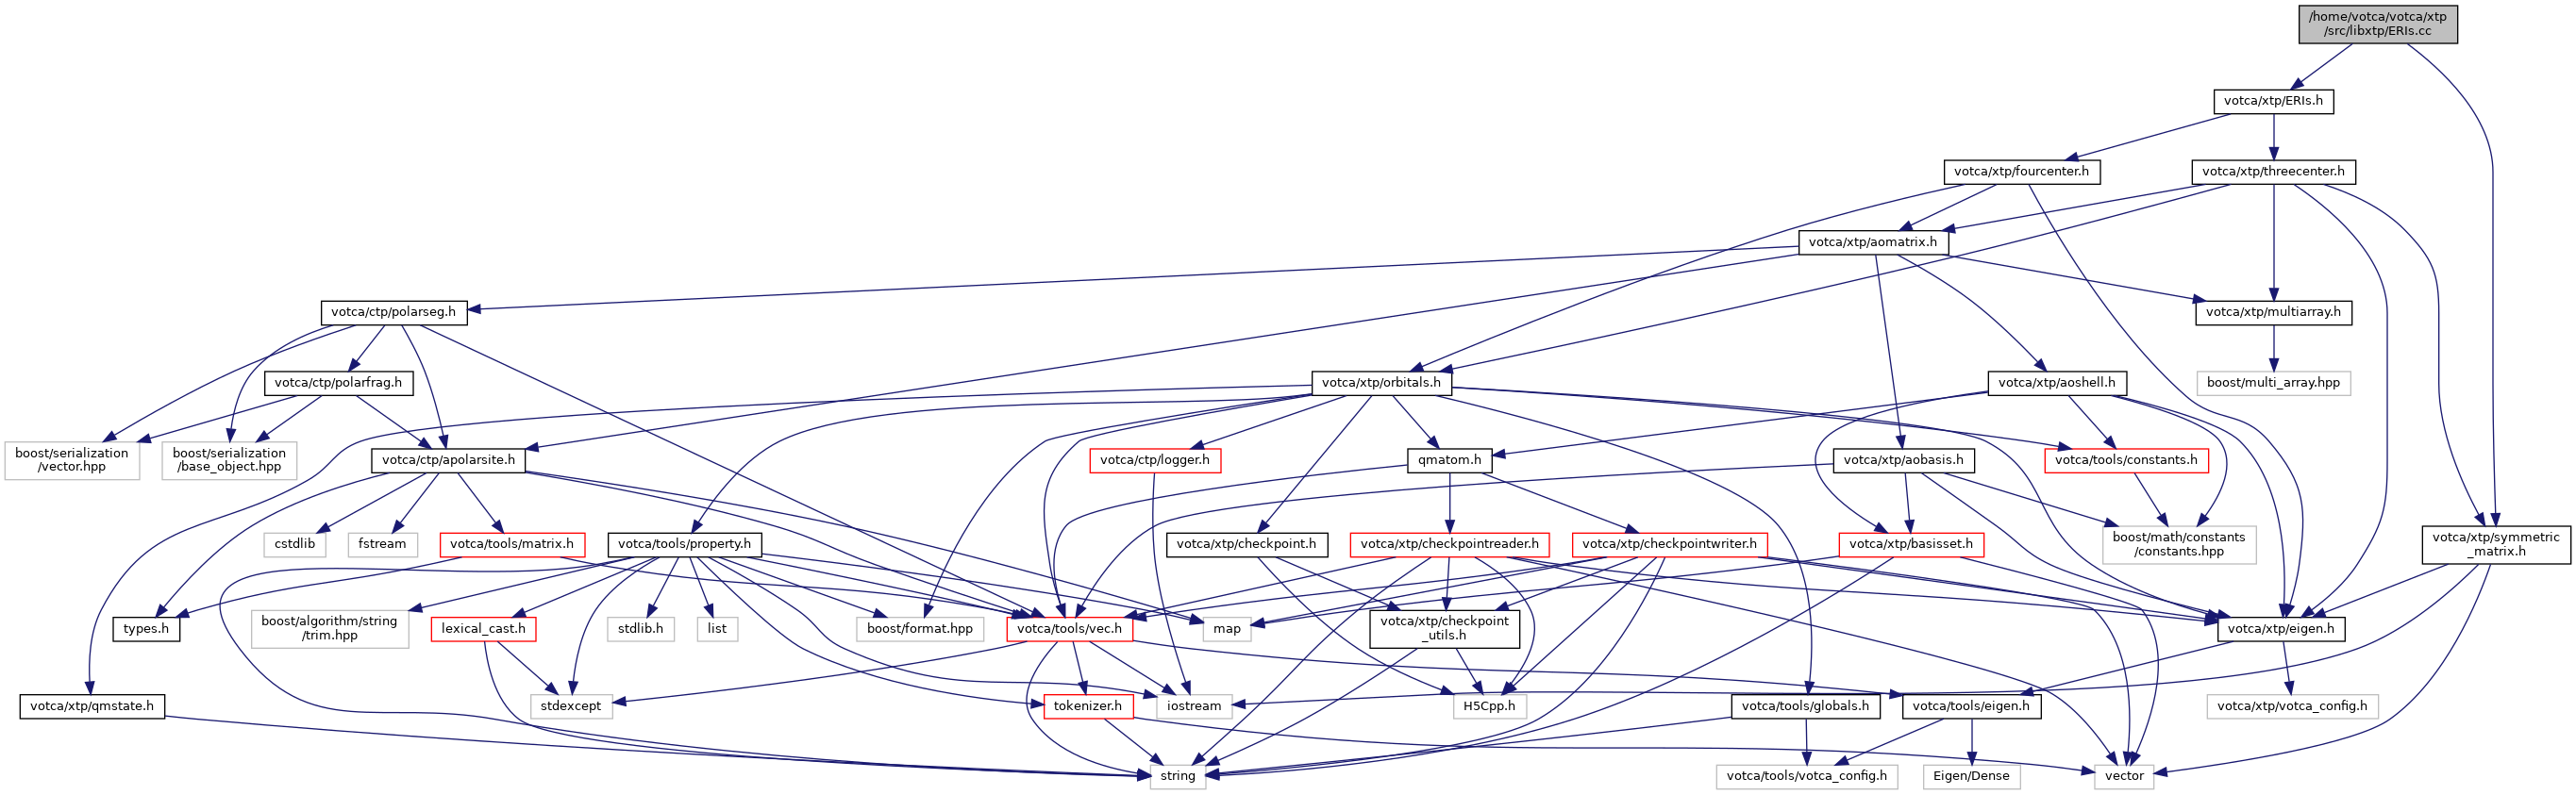 /home/votca/votca/xtp
/src/libxtp/ERIs.cc
votca/xtp/ERIs.h
votca/xtp/fourcenter.h
votca/xtp/threecenter.h
votca/xtp/aomatrix.h
votca/ctp/polarseg.h
votca/xtp/multiarray.h
votca/ctp/polarfrag.h
votca/xtp/orbitals.h
votca/xtp/aoshell.h
boost/multi_array.hpp
boost/serialization
/vector.hpp
boost/serialization
/base_object.hpp
votca/ctp/apolarsite.h
votca/ctp/logger.h
qmatom.h
votca/xtp/aobasis.h
votca/tools/constants.h
cstdlib
fstream
votca/tools/matrix.h
votca/tools/property.h
votca/xtp/checkpoint.h
votca/xtp/checkpointreader.h
votca/xtp/checkpointwriter.h
votca/xtp/basisset.h
boost/math/constants
/constants.hpp
votca/xtp/symmetric
_matrix.h
types.h
boost/algorithm/string
/trim.hpp
lexical_cast.h
stdlib.h
list
boost/format.hpp
votca/tools/vec.h
map
votca/xtp/checkpoint
_utils.h
votca/xtp/eigen.h
votca/xtp/qmstate.h
stdexcept
tokenizer.h
iostream
H5Cpp.h
votca/tools/globals.h
votca/tools/eigen.h
votca/xtp/votca_config.h
string
votca/tools/votca_config.h
Eigen/Dense
vector